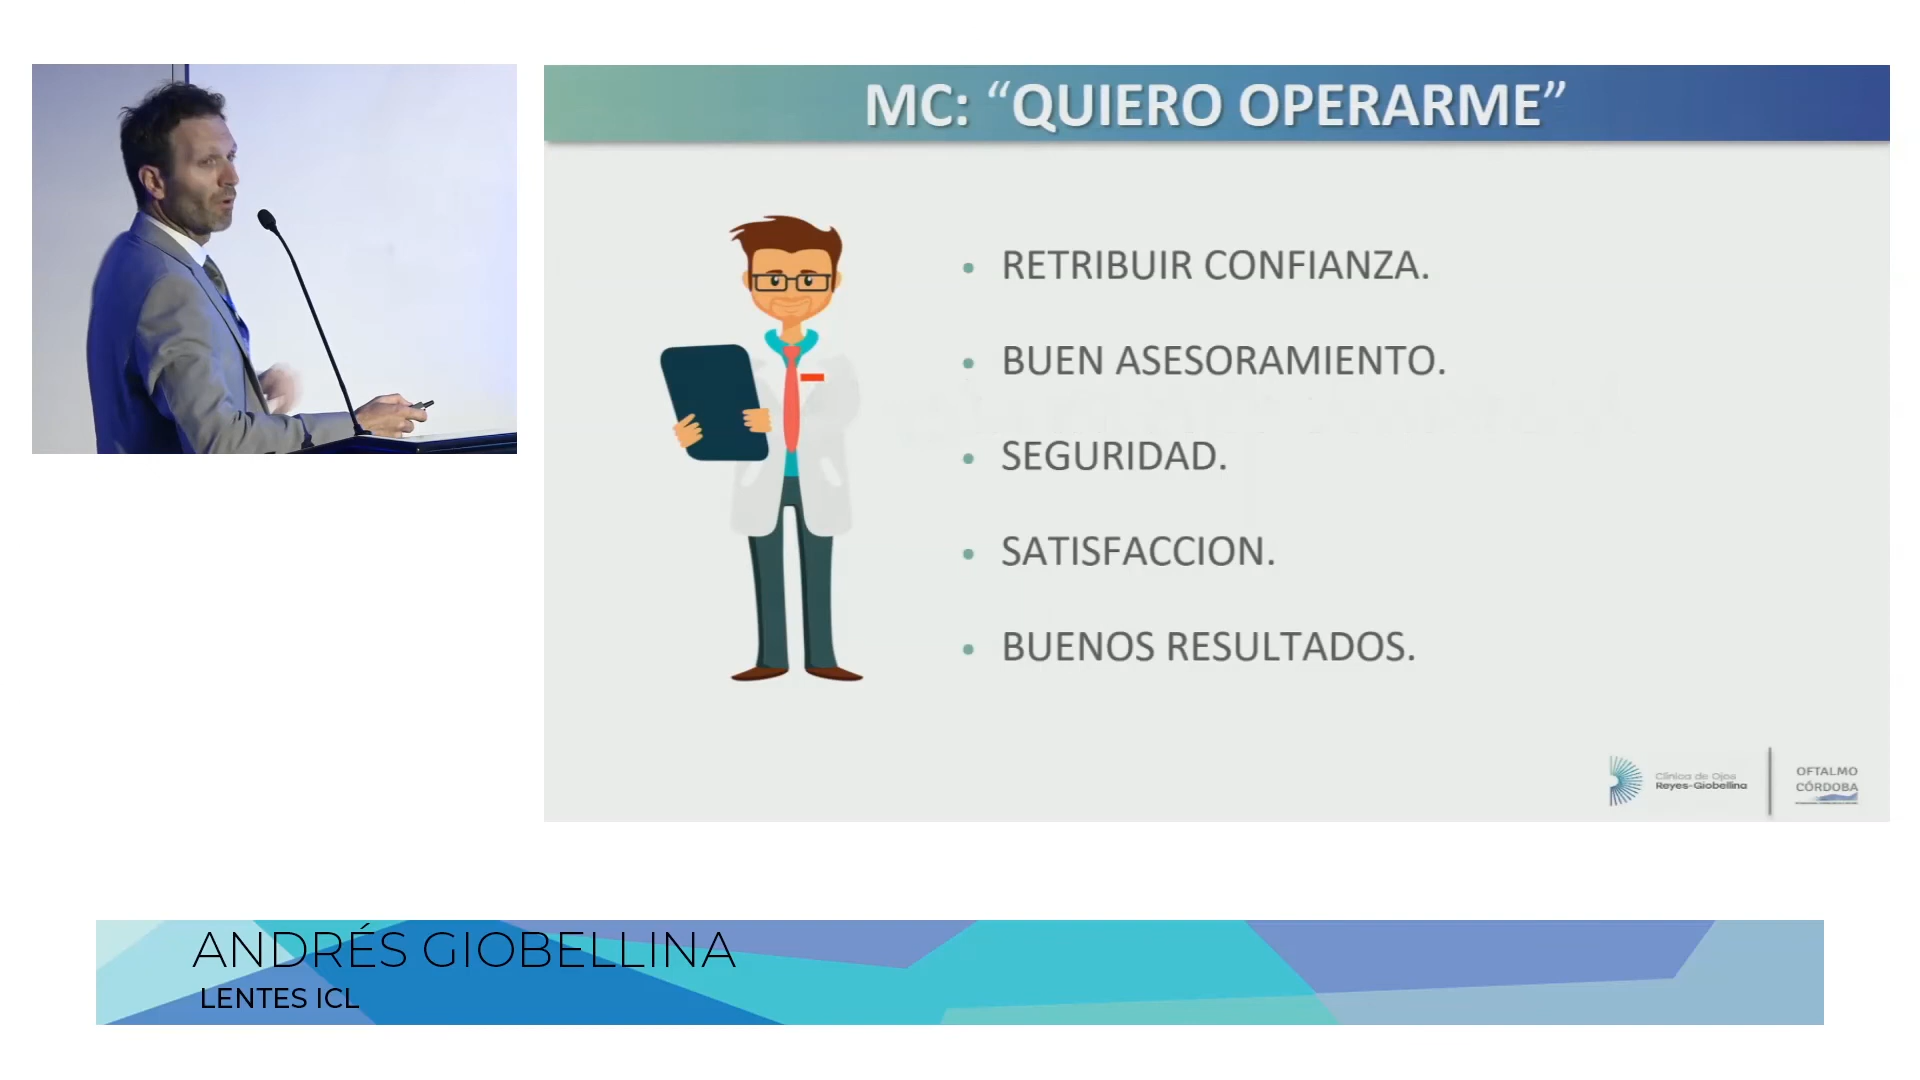 MC: “QUIERO OPERARME”
• RETRIBUIR CONFIANZA.
• BUEN ASESORAMIENTO.
• SEGURIDAD.
• SATISFACCION.
• BUENOS RESULTADOS.
Clínica de Ojos
Reyes-Giobellina
OFTALMO
CÓRDOBA
ANDRÉS GIOBELLINA
LENTES ICL